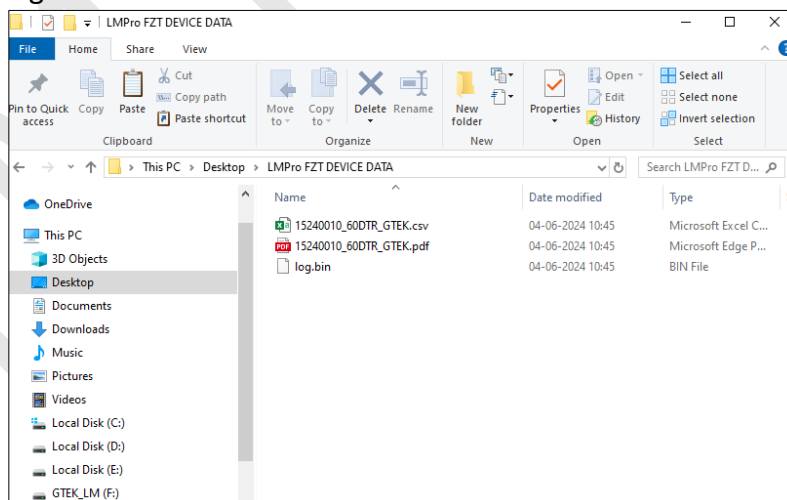 LMPro FZT DEVICE DATA
File Home Share View
Pin to Quick access
Copy
Paste
Cut
Copy path
Paste shortcut
Clipboard
Move to
Copy to
Delete
Rename
Organize
New folder
New
Properties
Open
Edit
History
Open
Select all
Select none
Invert selection
Select
This PC > Desktop > LMPro FZT DEVICE DATA
Search LMPro FZT D...
Name Date modified Type
15240010_60DTR_GTEK.csv 04-06-2024 10:45 Microsoft Excel C...
15240010_60DTR_GTEK.pdf 04-06-2024 10:45 Microsoft Edge P...
log.bin 04-06-2024 10:45 BIN File
OneDrive
This PC
3D Objects
Desktop
Documents
Downloads
Music
Pictures
Videos
Local Disk (C:)
Local Disk (D:)
Local Disk (E:)
GTEK_LM (F:)